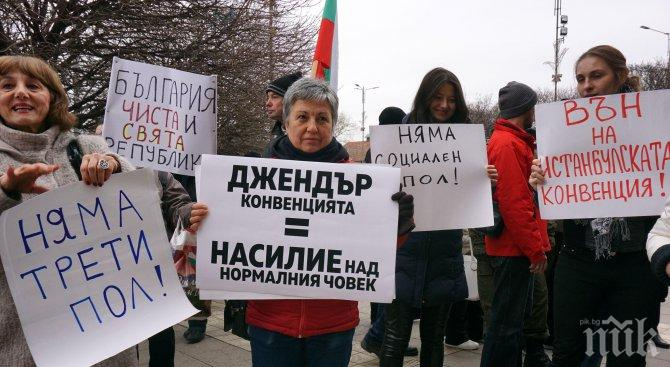 БЪЛГАРИЯ
ЧИСТА И
СВЯТА
РЕПУБЛИК
НЯМА
ТРЕТИ
ПОЛ!
ДЖЕНДЪР
КОНВЕНЦИЯТА
=
НАСИЛИЕ НАД
НОРМАЛНИЯ ЧОВЕК
НЯМА
СОЦИАЛЕН
ПОЛ!
ВЪН
НА
ИСТАНБУЛСКАТА
КОНВЕНЦИЯ!
pik.bg
пик